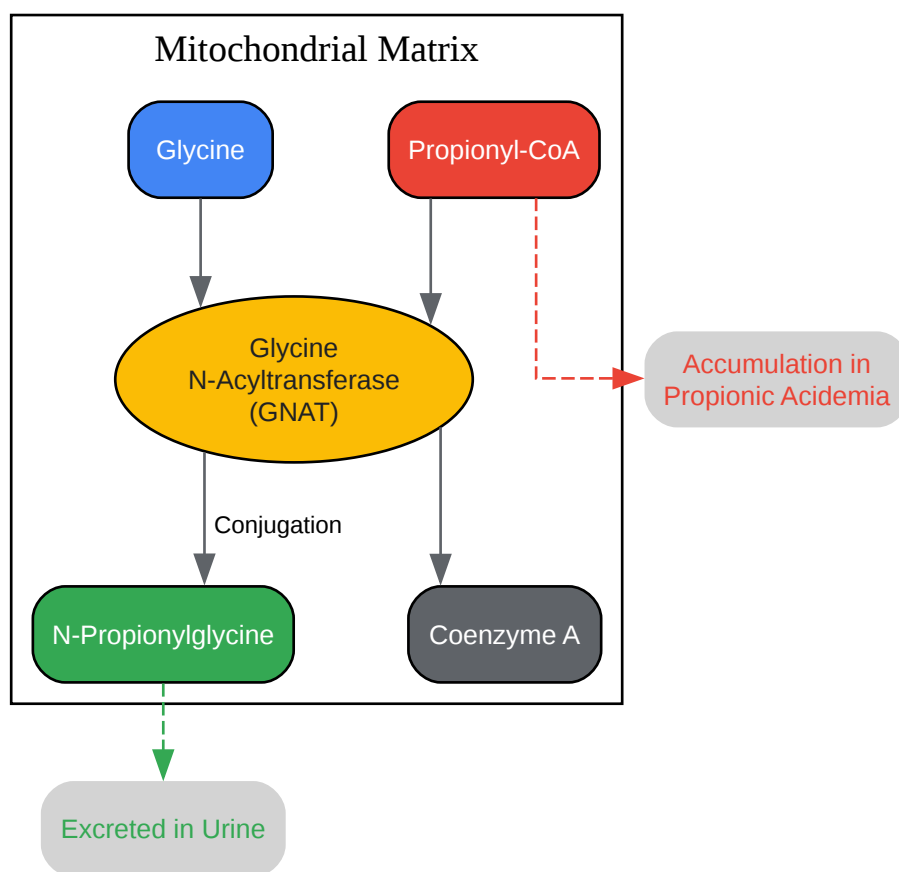 Mitochondrial Matrix
Glycine
Propionyl-CoA
Glycine
N-Acyltransferase
(GNAT)
Accumulation in
Propionic Acidemia
Conjugation
N-Propionylglycine
Coenzyme A
Excreted in Urine